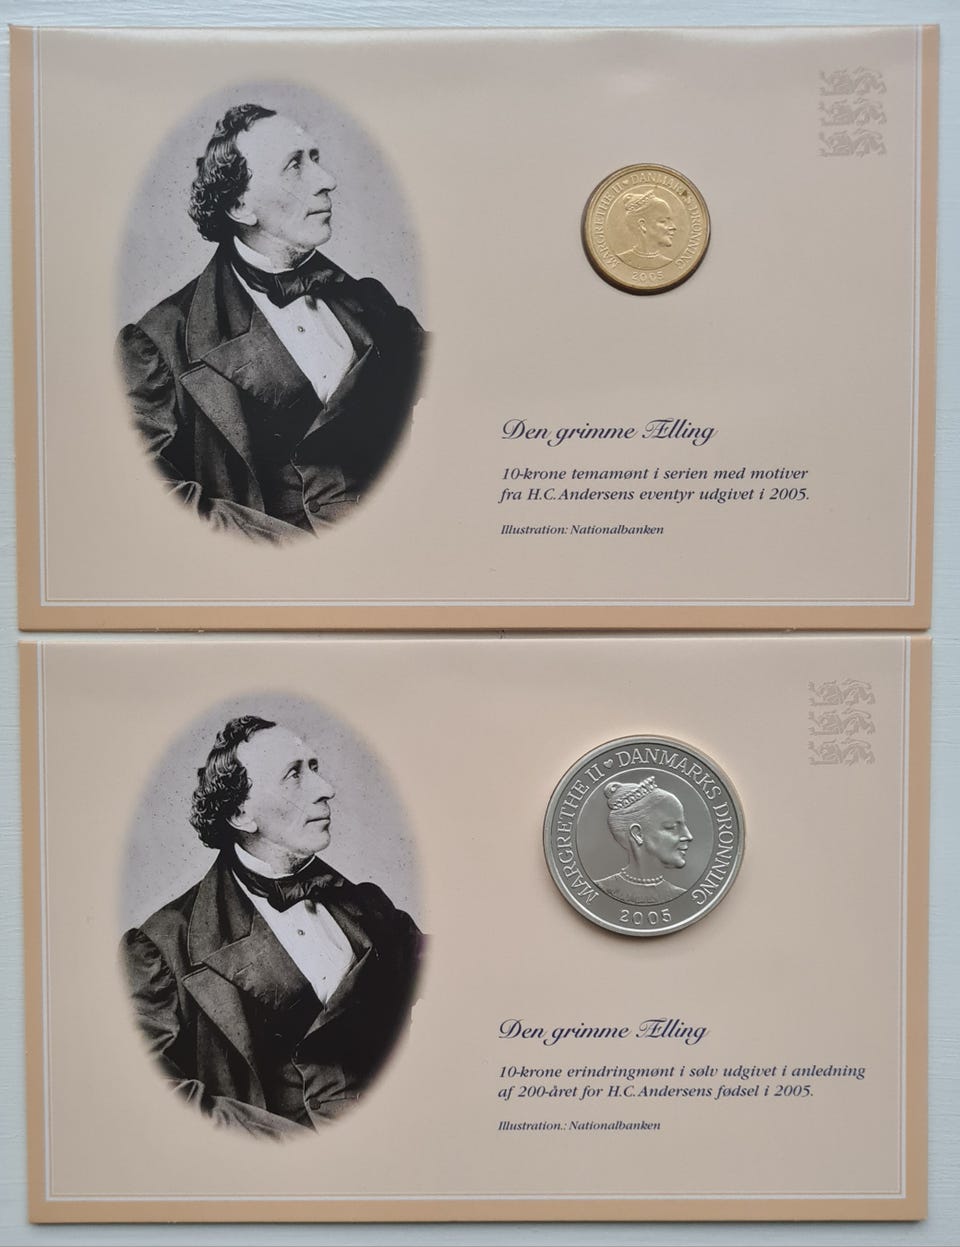 MARGRETHE II ♥ DANMARKS DRONNING
2005
Den grimme Ælling
10-krone temamønt i serien med motiver
fra H.C. Andersens eventyr udgivet i 2005.
Illustration: Nationalbanken
MARGRETHE II ♥ DANMARKS DRONNING
2005
Den grimme Ælling
10-krone erindringmønt i sølv udgivet i anledning
af 200-året for H.C. Andersens fødsel i 2005.
Illustration.: Nationalbanken